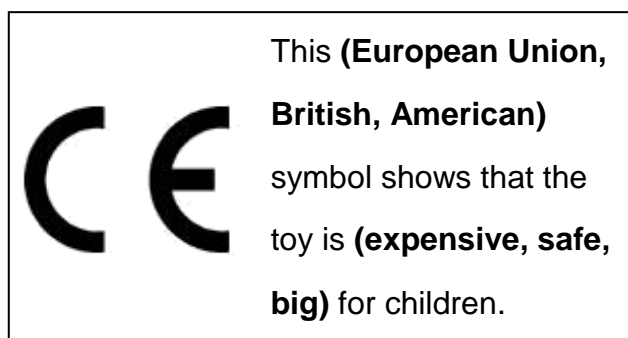 CE
This (European Union,
British, American)
symbol shows that the
toy is (expensive, safe,
big) for children.